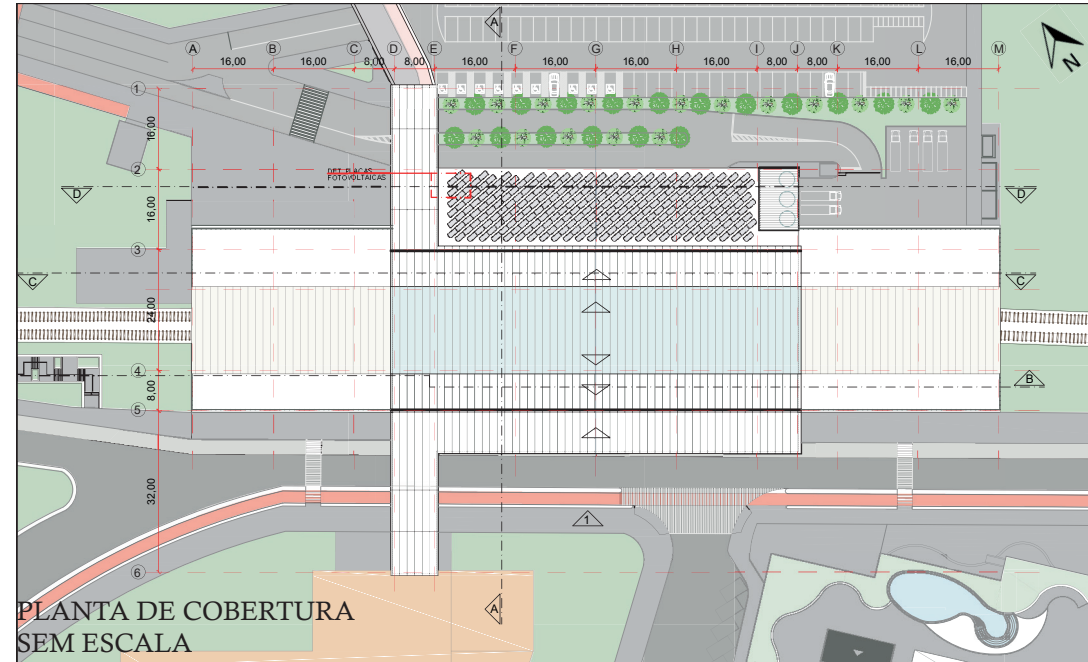 A
A B C D E F G H I J K L M
16,00 16,00 8,00 8,00 16,00 16,00 16,00 16,00 8,00 8,00 16,00 16,00
N
1
16,00
2
DET. PLACAS
FOTOVOLTAICAS
D D
16,00
3
C C
24,00
4
B
8,00
5
32,00
1
6
A
PLANTA DE COBERTURA
SEM ESCALA